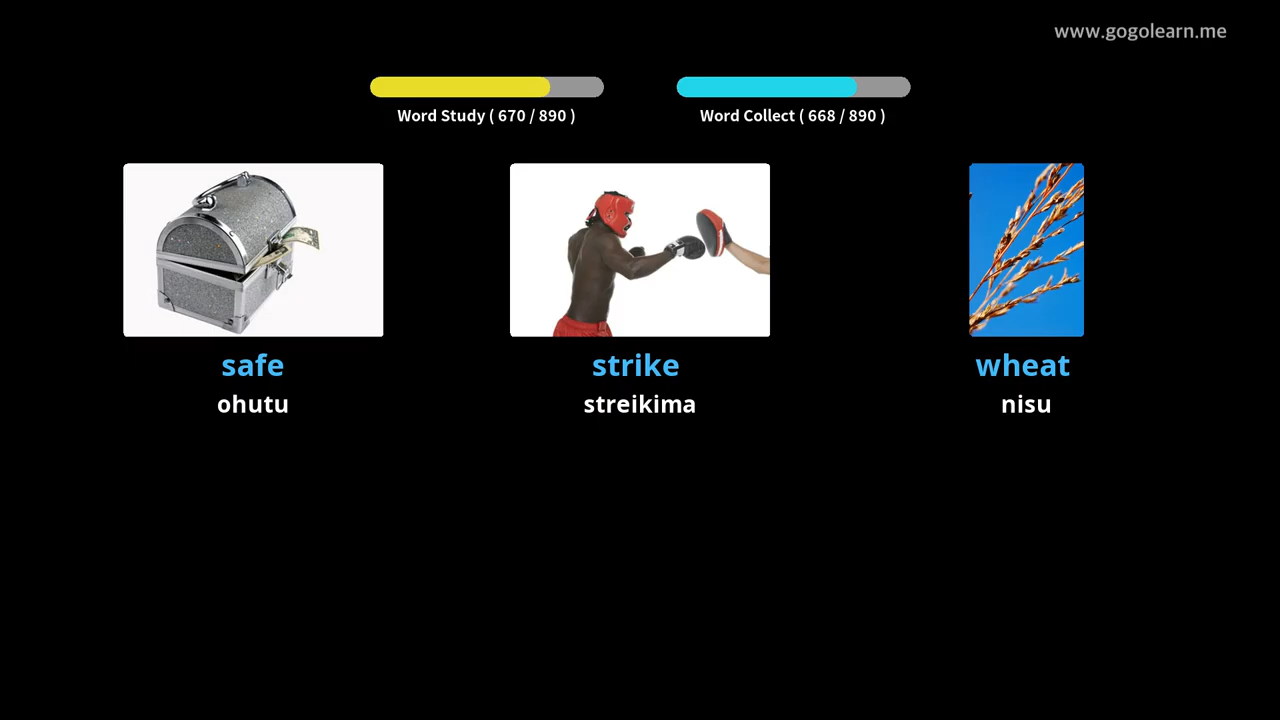 www.gogolearn.me
Word Study ( 670 / 890 )
Word Collect ( 668 / 890 )
safe
strike
wheat
ohutu
streikima
nisu